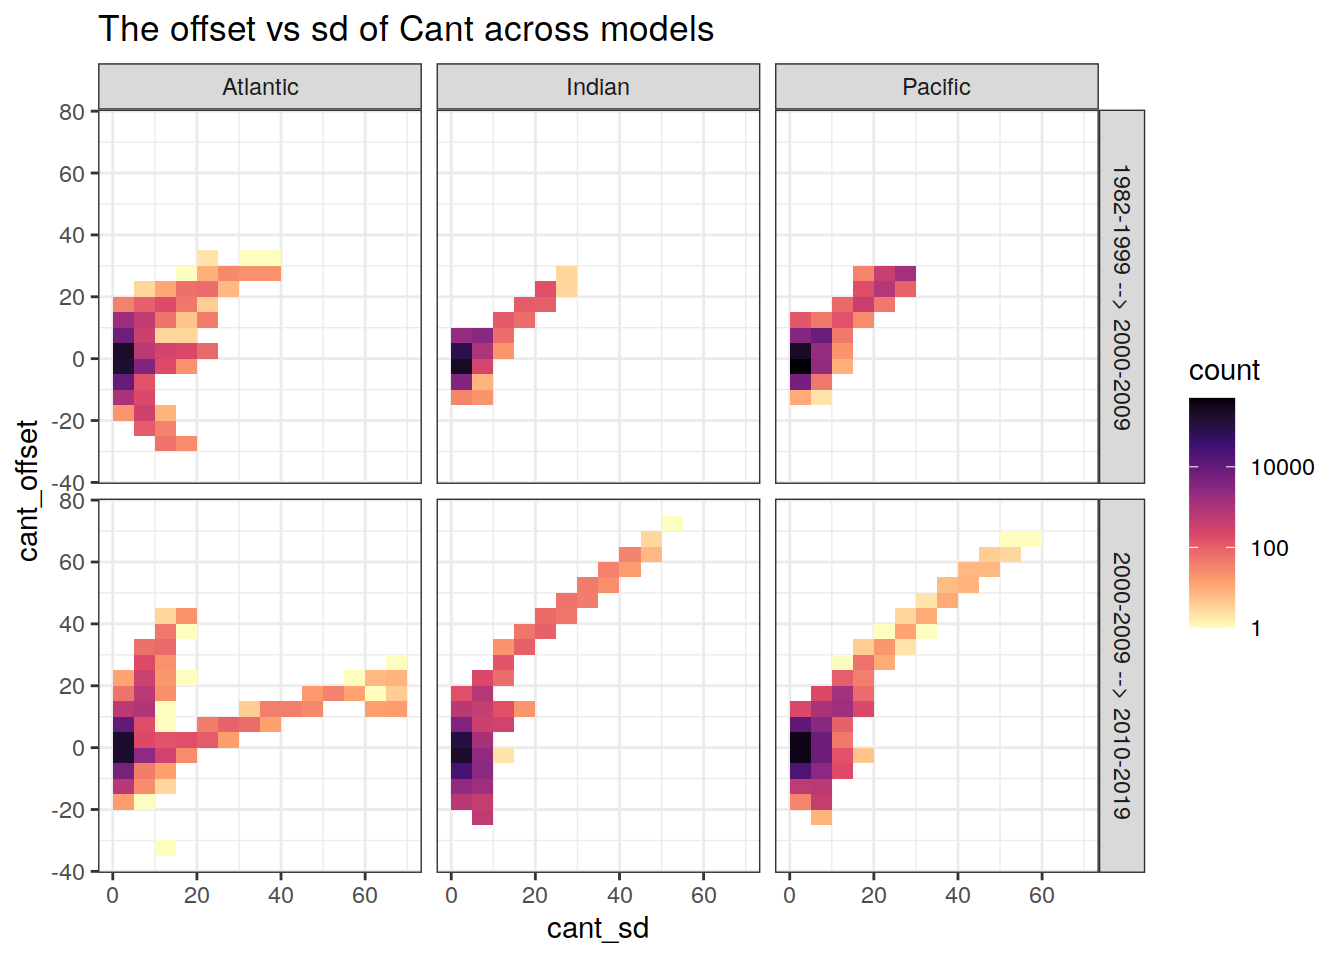 The offset vs sd of Cant across models
Atlantic
Indian
Pacific
80
60
40
20
0
-20
-40
1982-1999 --> 2000-2009
80
60
40
20
0
-20
-40
2000-2009 --> 2010-2019
0 20 40 60
0 20 40 60
0 20 40 60
cant_offset
cant_sd
count
10000
100
1